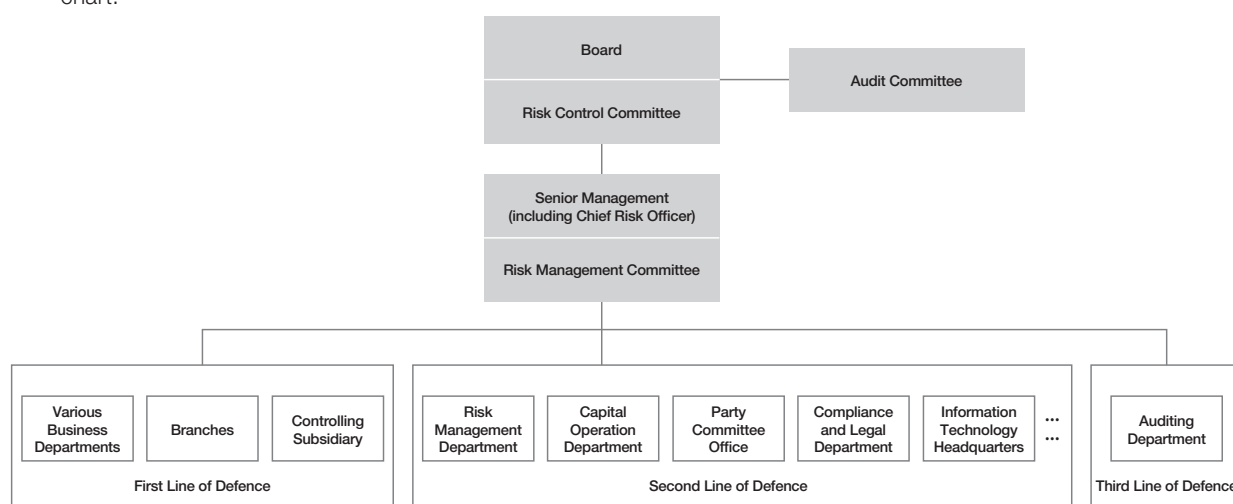 chart.
Board
Audit Committee
Risk Control Committee
Senior Management
(including Chief Risk Officer)
Risk Management Committee
Various
Business
Departments
Branches
Controlling
Subsidiary
First Line of Defence
Risk
Management
Department
Capital
Operation
Department
Party
Committee
Office
Compliance
and Legal
Department
Information
Technology
Headquarters
...
...
Second Line of Defence
Auditing
Department
Third Line of Defence